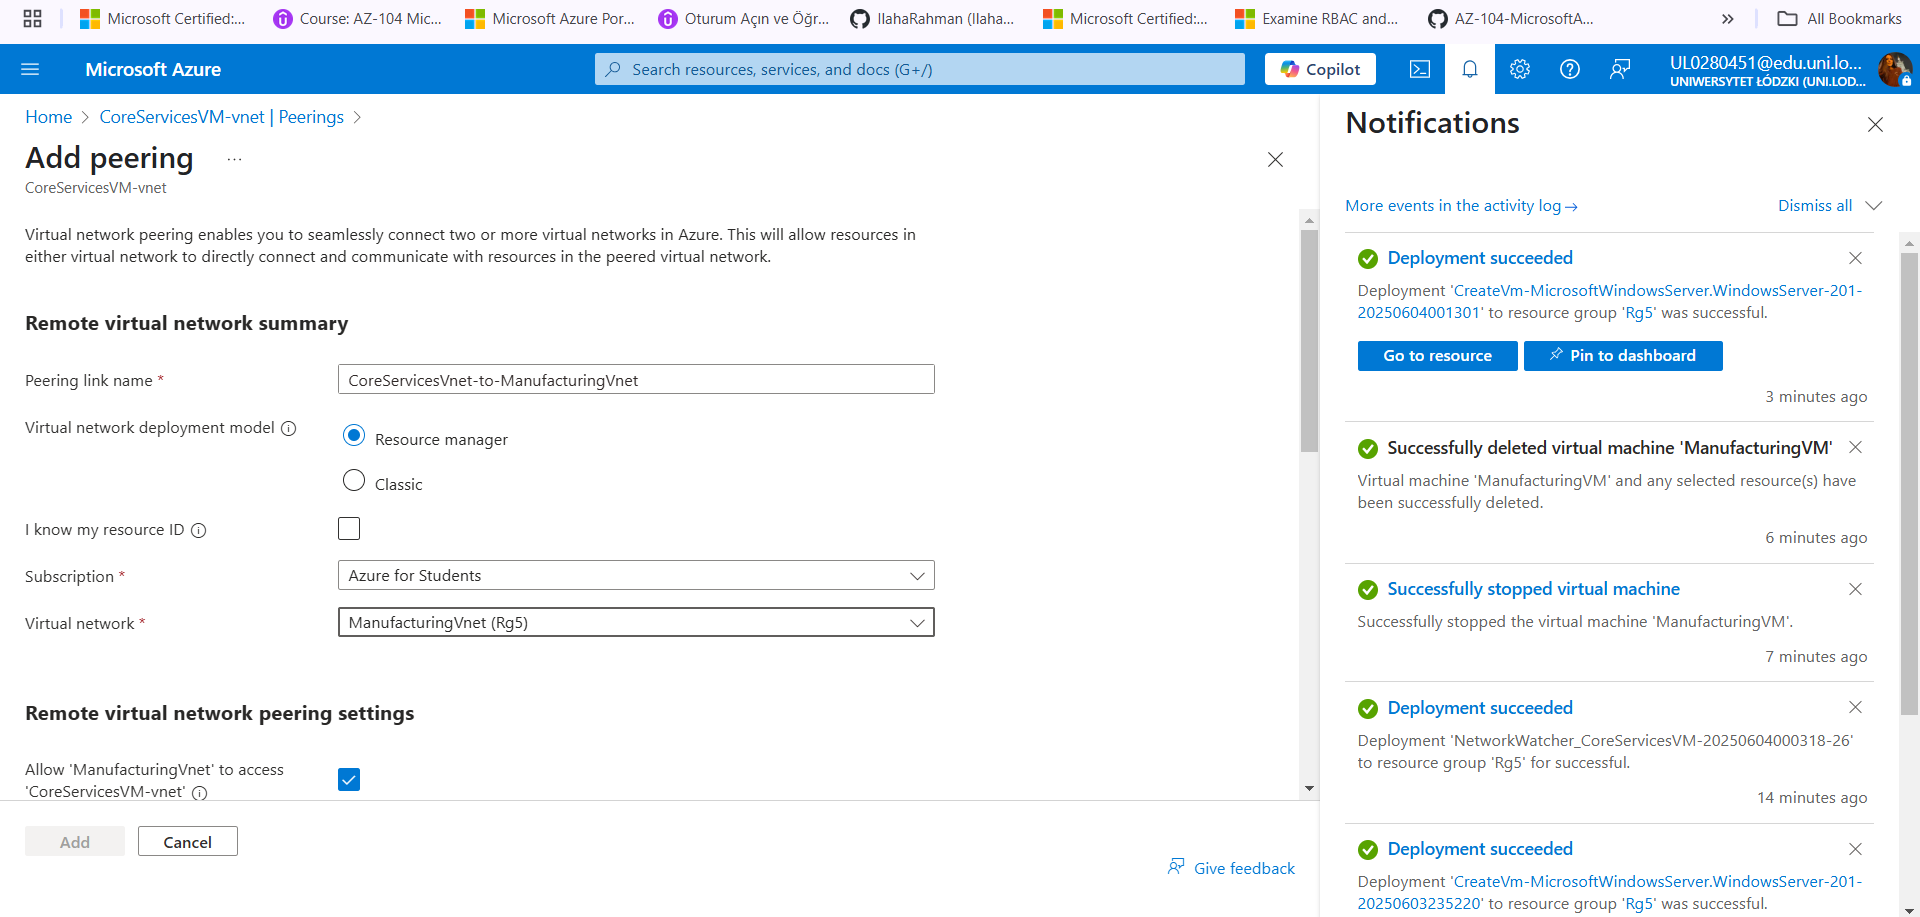 Microsoft Certified:...
Course: AZ-104 Mic...
Microsoft Azure Por...
Oturum Açın ve Öğr...
IlahaRahman (Ilaha...
Microsoft Certified:...
Examine RBAC and...
AZ-104-MicrosoftA...
»
All Bookmarks
Microsoft Azure
Search resources, services, and docs (G+/)
Copilot
UL0280451@edu.uni.lo...
UNIWERSYTET ŁÓDZKI (UNI.LOD...
Home > CoreServicesVM-vnet | Peerings >
Add peering ...
CoreServicesVM-vnet
Virtual network peering enables you to seamlessly connect two or more virtual networks in Azure. This will allow resources in
either virtual network to directly connect and communicate with resources in the peered virtual network.
Remote virtual network summary
Peering link name *
CoreServicesVnet-to-ManufacturingVnet
Virtual network deployment model
Resource manager
Classic
I know my resource ID
Subscription *
Azure for Students
Virtual network *
ManufacturingVnet (Rg5)
Remote virtual network peering settings
Allow 'ManufacturingVnet' to access
'CoreServicesVM-vnet'
Add
Cancel
Give feedback
Notifications
More events in the activity log →
Dismiss all
Deployment succeeded
Deployment 'CreateVm-MicrosoftWindowsServer.WindowsServer-201-
20250604001301' to resource group 'Rg5' was successful.
Go to resource
Pin to dashboard
3 minutes ago
Successfully deleted virtual machine 'ManufacturingVM'
Virtual machine 'ManufacturingVM' and any selected resource(s) have
been successfully deleted.
6 minutes ago
Successfully stopped virtual machine
Successfully stopped the virtual machine 'ManufacturingVM'.
7 minutes ago
Deployment succeeded
Deployment 'NetworkWatcher_CoreServicesVM-20250604000318-26'
to resource group 'Rg5' for successful.
14 minutes ago
Deployment succeeded
Deployment 'CreateVm-MicrosoftWindowsServer.WindowsServer-201-
20250603235220' to resource group 'Rg5' was successful.